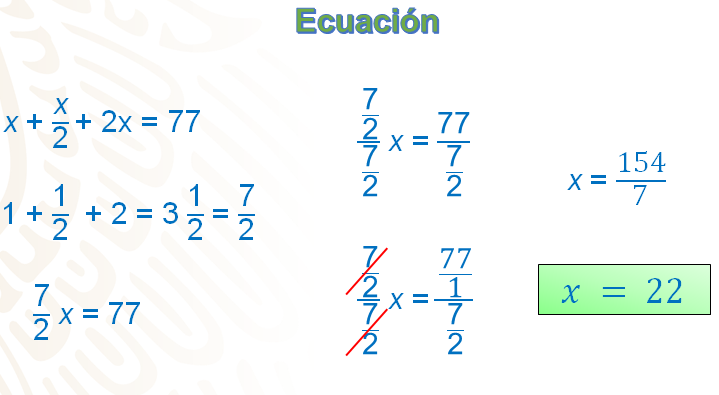 Ecuación
x + x/2 + 2x = 77
1 + 1/2 + 2 = 3 1/2 = 7/2
7/2 x = 77
(7/2)/(7/2) x = 77/(7/2)
(7/2)/(7/2) x = (77/1)/(7/2)
x = 154/7
x = 22